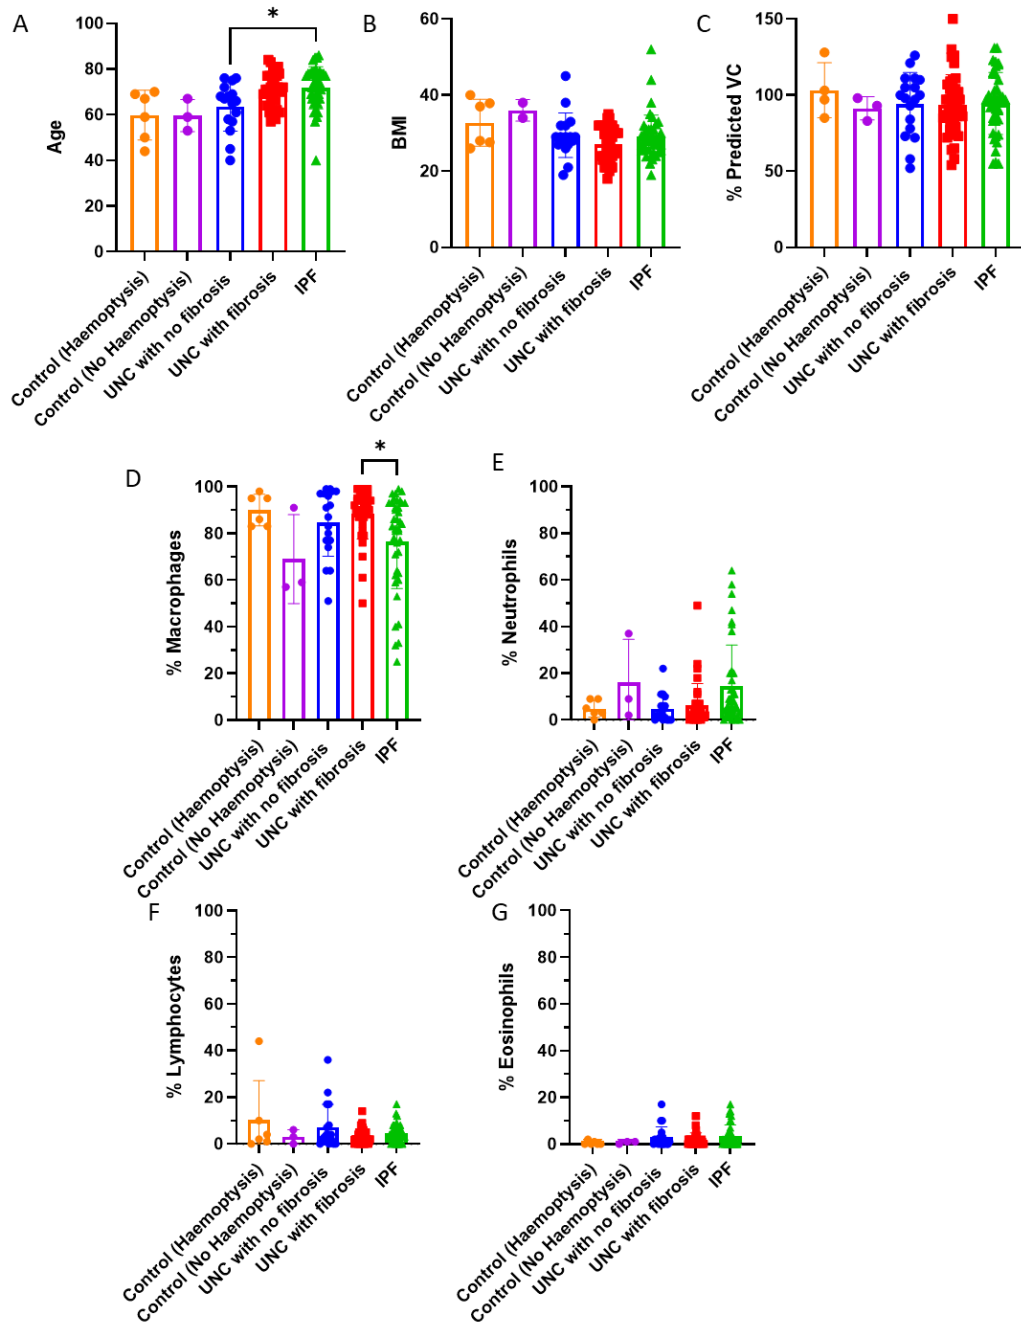 A
*
100
80
60
40
20
0
Age
Control (Haemoptysis)
Control (No Haemoptysis)
UNC with no fibrosis
UNC with fibrosis
IPF
B
60
40
20
0
BMI
Control (Haemoptysis)
Control (No Haemoptysis)
UNC with no fibrosis
UNC with fibrosis
IPF
C
150
100
50
0
% Predicted VC
Control (Haemoptysis)
Control (No Haemoptysis)
UNC with no fibrosis
UNC with fibrosis
IPF
D
*
100
80
60
40
20
0
% Macrophages
Control (Haemoptysis)
Control (No Haemoptysis)
UNC with no fibrosis
UNC with fibrosis
IPF
E
100
80
60
40
20
0
% Neutrophils
Control (Haemoptysis)
Control (No Haemoptysis)
UNC with no fibrosis
UNC with fibrosis
IPF
F
100
80
60
40
20
0
% Lymphocytes
Control (Haemoptysis)
Control (No Haemoptysis)
UNC with no fibrosis
UNC with fibrosis
IPF
G
100
80
60
40
20
0
% Eosinophils
Control (Haemoptysis)
Control (No Haemoptysis)
UNC with no fibrosis
UNC with fibrosis
IPF